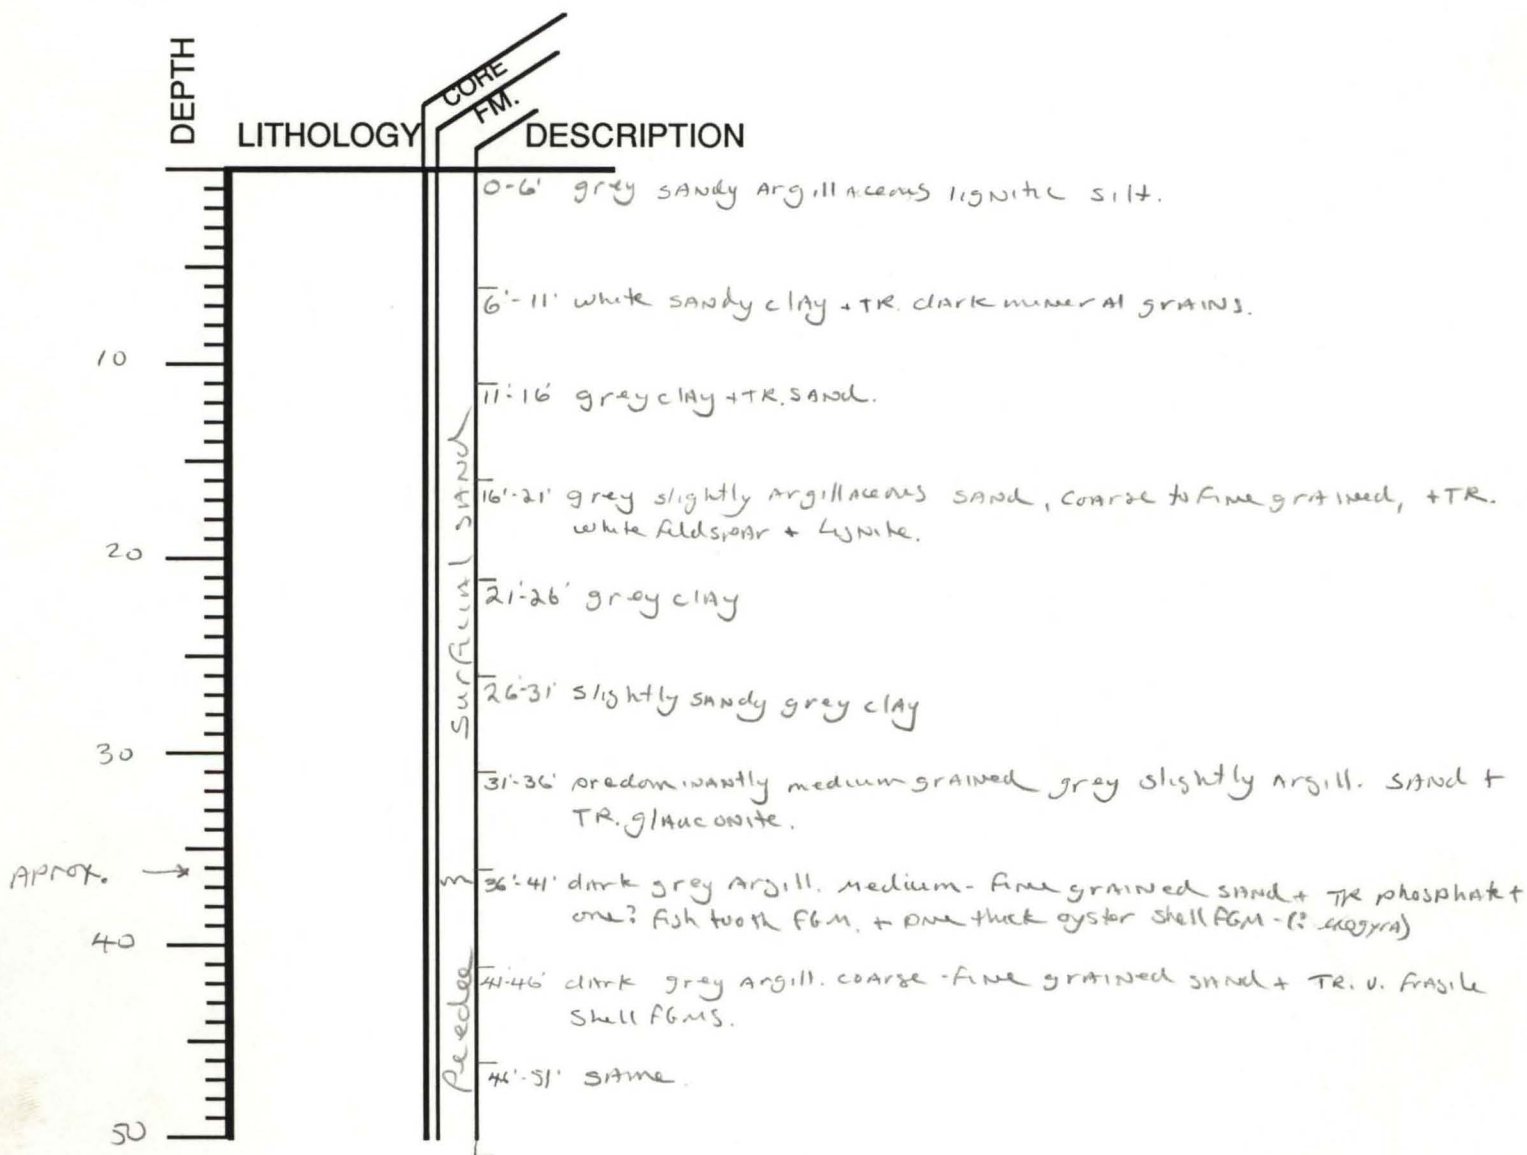 DEPTH
LITHOLOGY
CORE
FM.
DESCRIPTION
0-6' grey sandy argillaceous lignitic silt.
6'-11' white sandy clay + TR. dark mineral grains.
10
11'-16' grey clay + TR. sand.
16'-21' grey slightly argillaceous sand, coarse to fine grained, + TR.
white feldspar + lignite.
20
21'-26' grey clay
Surficial sand
26'-31' slightly sandy grey clay
30
31'-36' predominantly medium grained grey slightly argill. sand +
TR. glauconite.
Aprox. →
36'-41' dark grey argill. medium-fine grained sand + TR phosphate +
one? fish tooth FGM. + one thick oyster shell FGM - (? exogyra)
40
41'-46' dark grey argill. coarse-fine grained sand + TR. v. fragile
shell FGMS.
Peedee
46'-51' same.
50